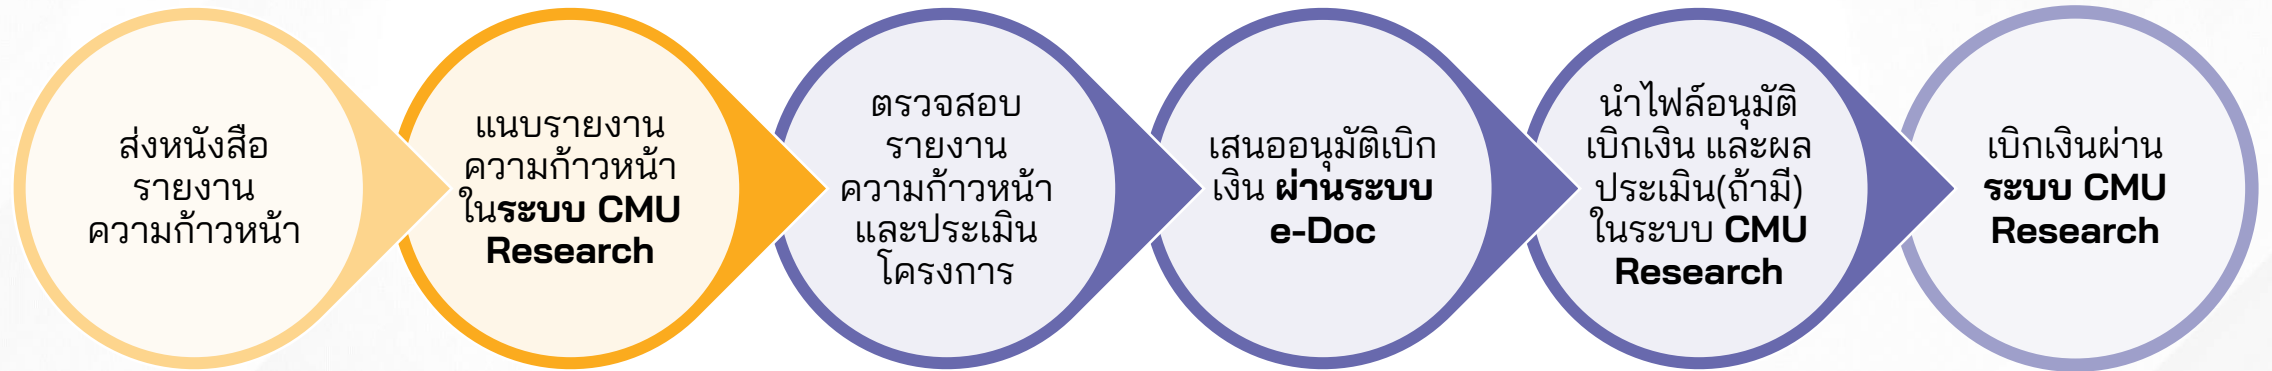 ส่งหนังสือ
รายงาน
ความก้าวหน้า
แนบรายงาน
ความก้าวหน้า
ในระบบ CMU
Research
ตรวจสอบ
รายงาน
ความก้าวหน้า
และประเมิน
โครงการ
เสนออนุมัติเบิก
เงิน ผ่านระบบ
e-Doc
นำไฟล์อนุมัติ
เบิกเงิน และผล
ประเมิน(ถ้ามี)
ในระบบ CMU
Research
เบิกเงินผ่าน
ระบบ CMU
Research